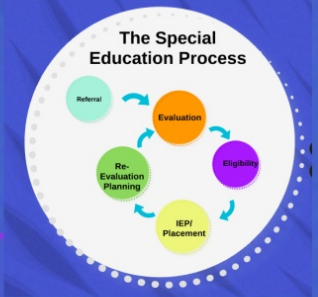 The Special
Education Process
Referral
Evaluation
Eligibility
IEP/
Placement
Re-
Evaluation
Planning